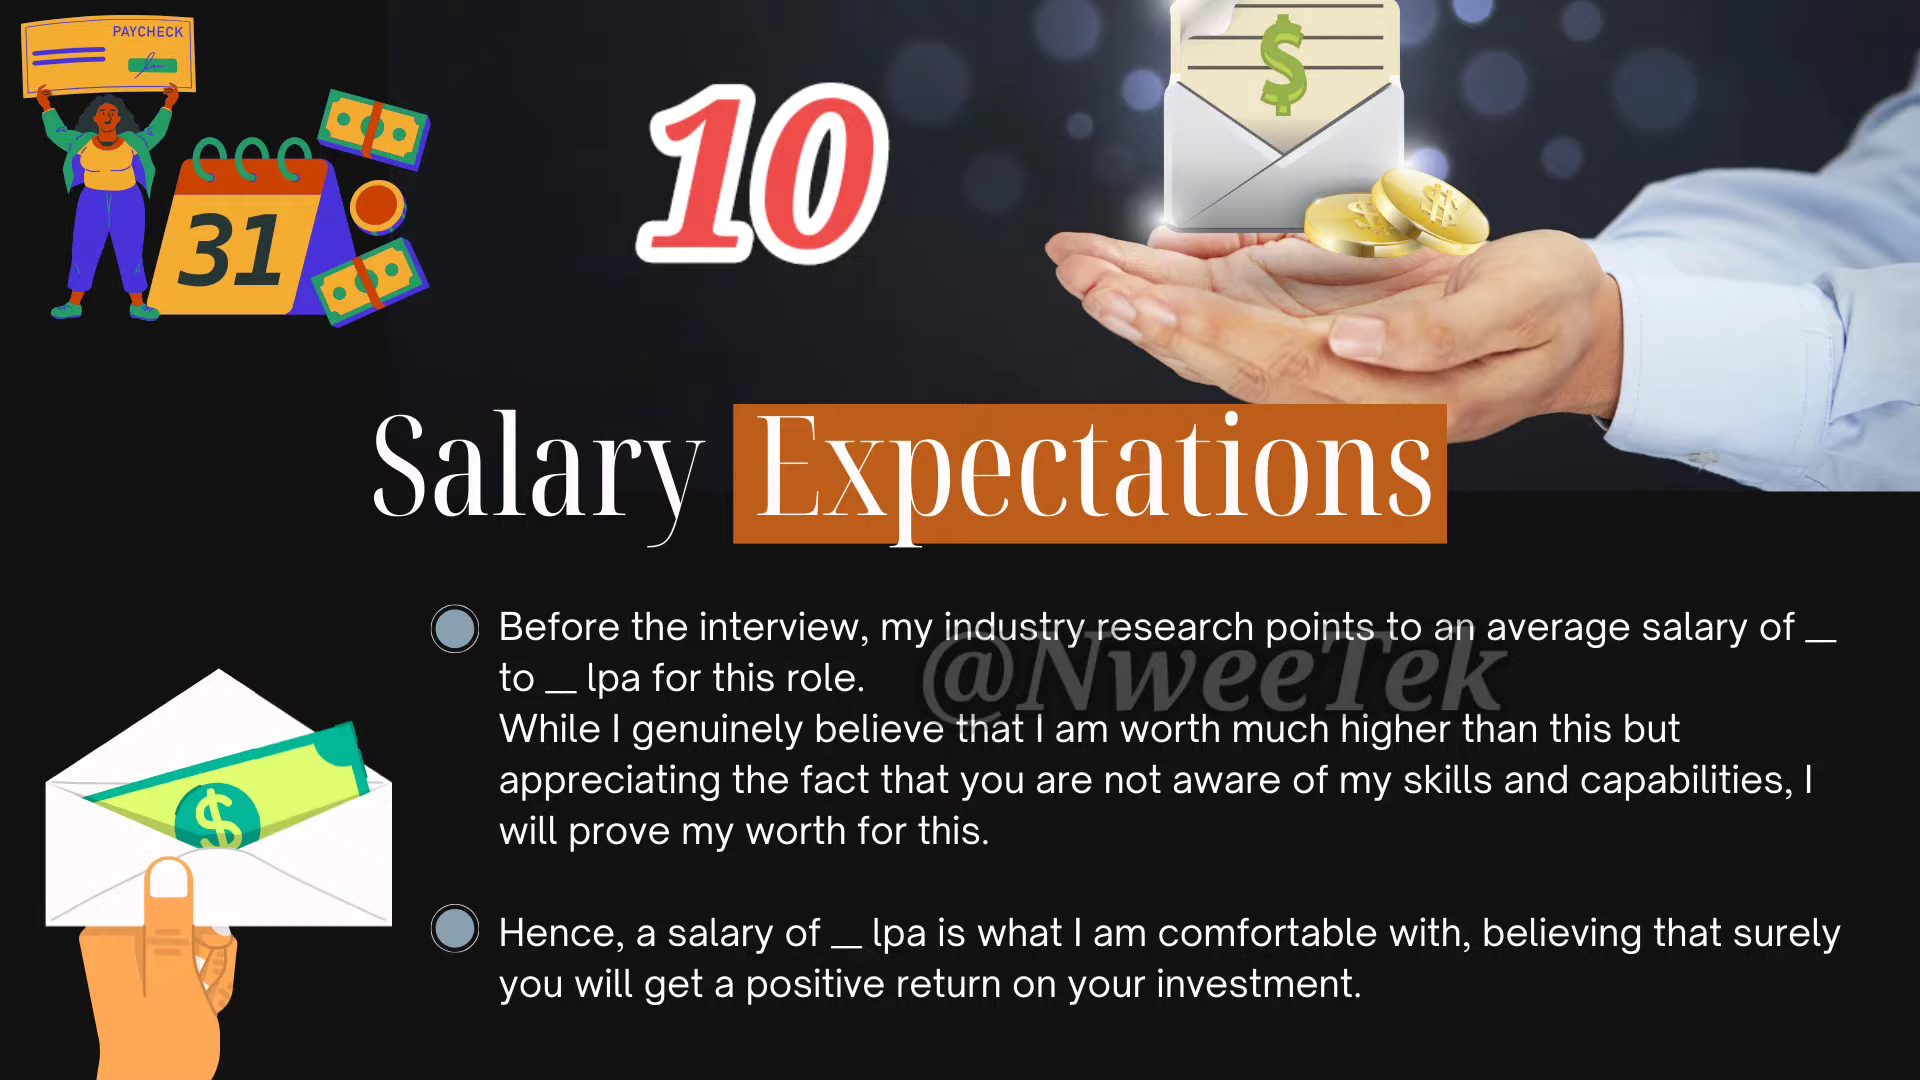 PAYCHECK
10
31
Salary Expectations
Before the interview, my industry research points to an average salary of __
to __ lpa for this role.
While I genuinely believe that I am worth much higher than this but
appreciating the fact that you are not aware of my skills and capabilities, I
will prove my worth for this.
@NweeTek
Hence, a salary of __ lpa is what I am comfortable with, believing that surely
you will get a positive return on your investment.